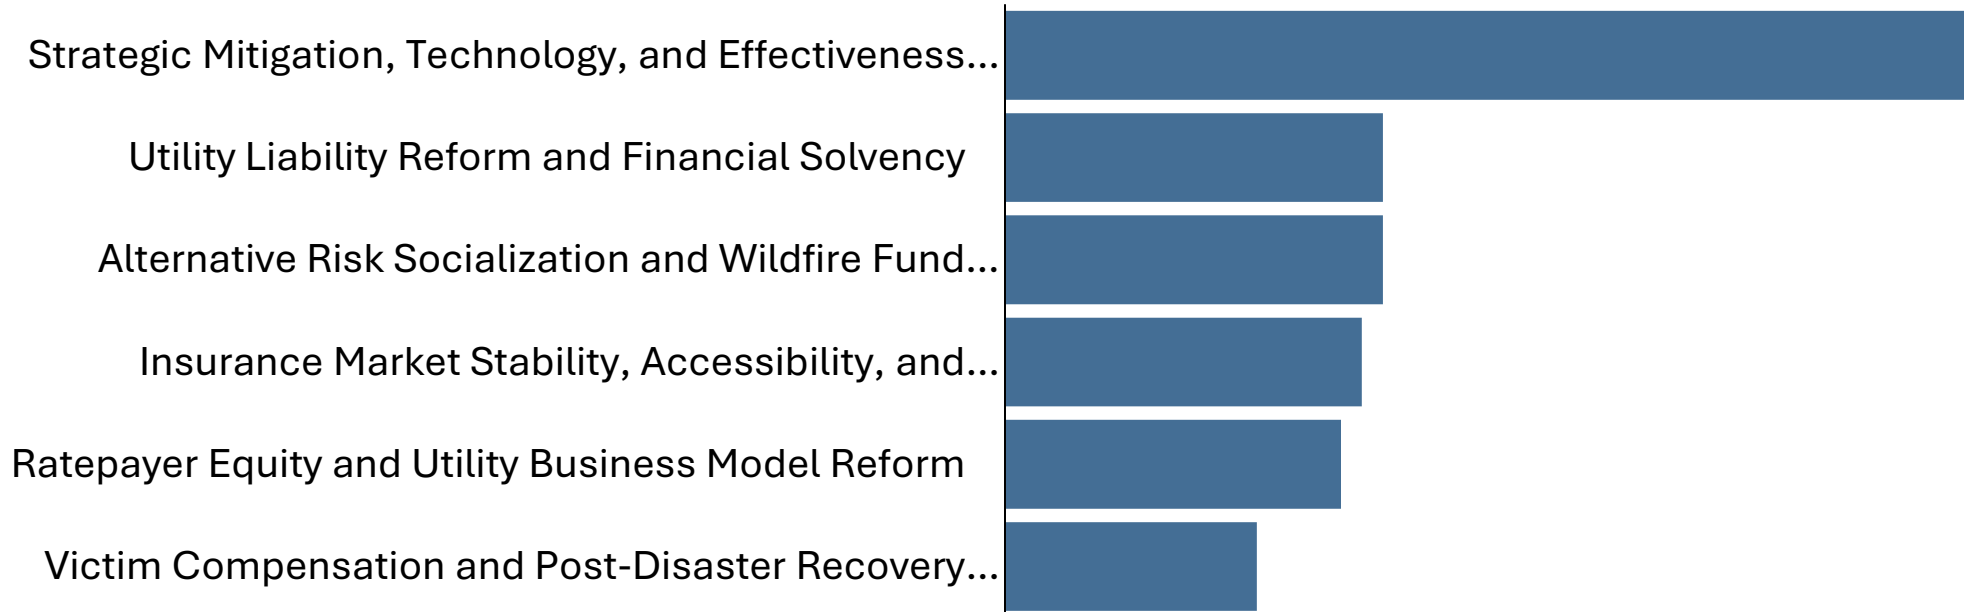 Strategic Mitigation, Technology, and Effectiveness...
Utility Liability Reform and Financial Solvency
Alternative Risk Socialization and Wildfire Fund...
Insurance Market Stability, Accessibility, and...
Ratepayer Equity and Utility Business Model Reform
Victim Compensation and Post-Disaster Recovery...